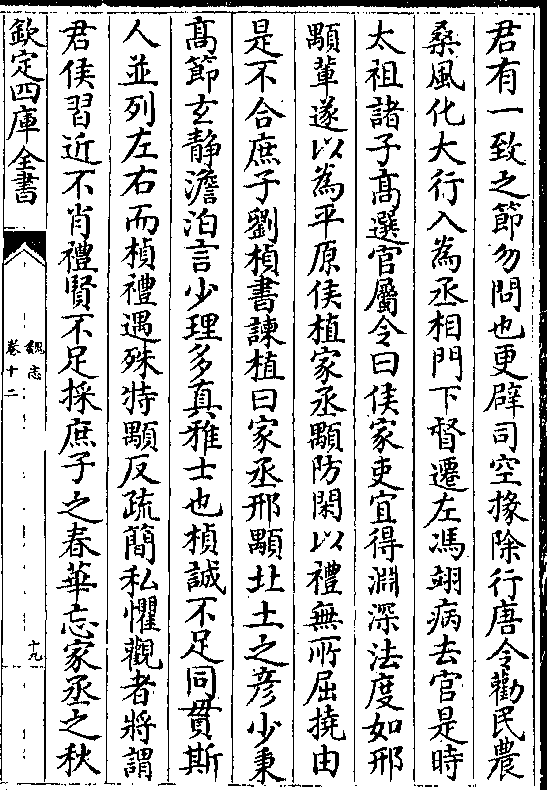 君有一致之節勿問也更辟司空掾除行唐令勸民農
桑風化大行入為丞相門下督遷左馮翊病去官是時
太祖諸子高選官屬令曰侯家吏宜得淵深法度如邢
顒軰遂以為平原侯植家丞顒防閑以禮無所屈撓由
是不合庶子劉楨書諫植曰家丞邢顒北土之彦少秉
高節玄静澹泊言少理多真雅士也楨誠不足同貫斯
人並列左右而楨禮遇殊特顒反疏簡私懼觀者將謂
君侯習近不肖禮賢不足採庶子之春華忘家丞之秋
欽定四庫全書
魏志
卷十二
十九